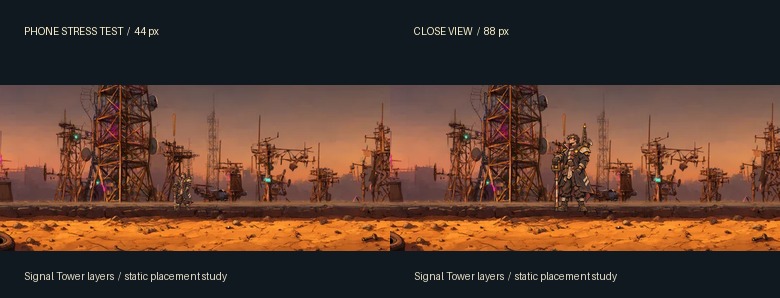 PHONE STRESS TEST / 44 px
CLOSE VIEW / 88 px
Signal Tower layers / static placement study
Signal Tower layers / static placement study